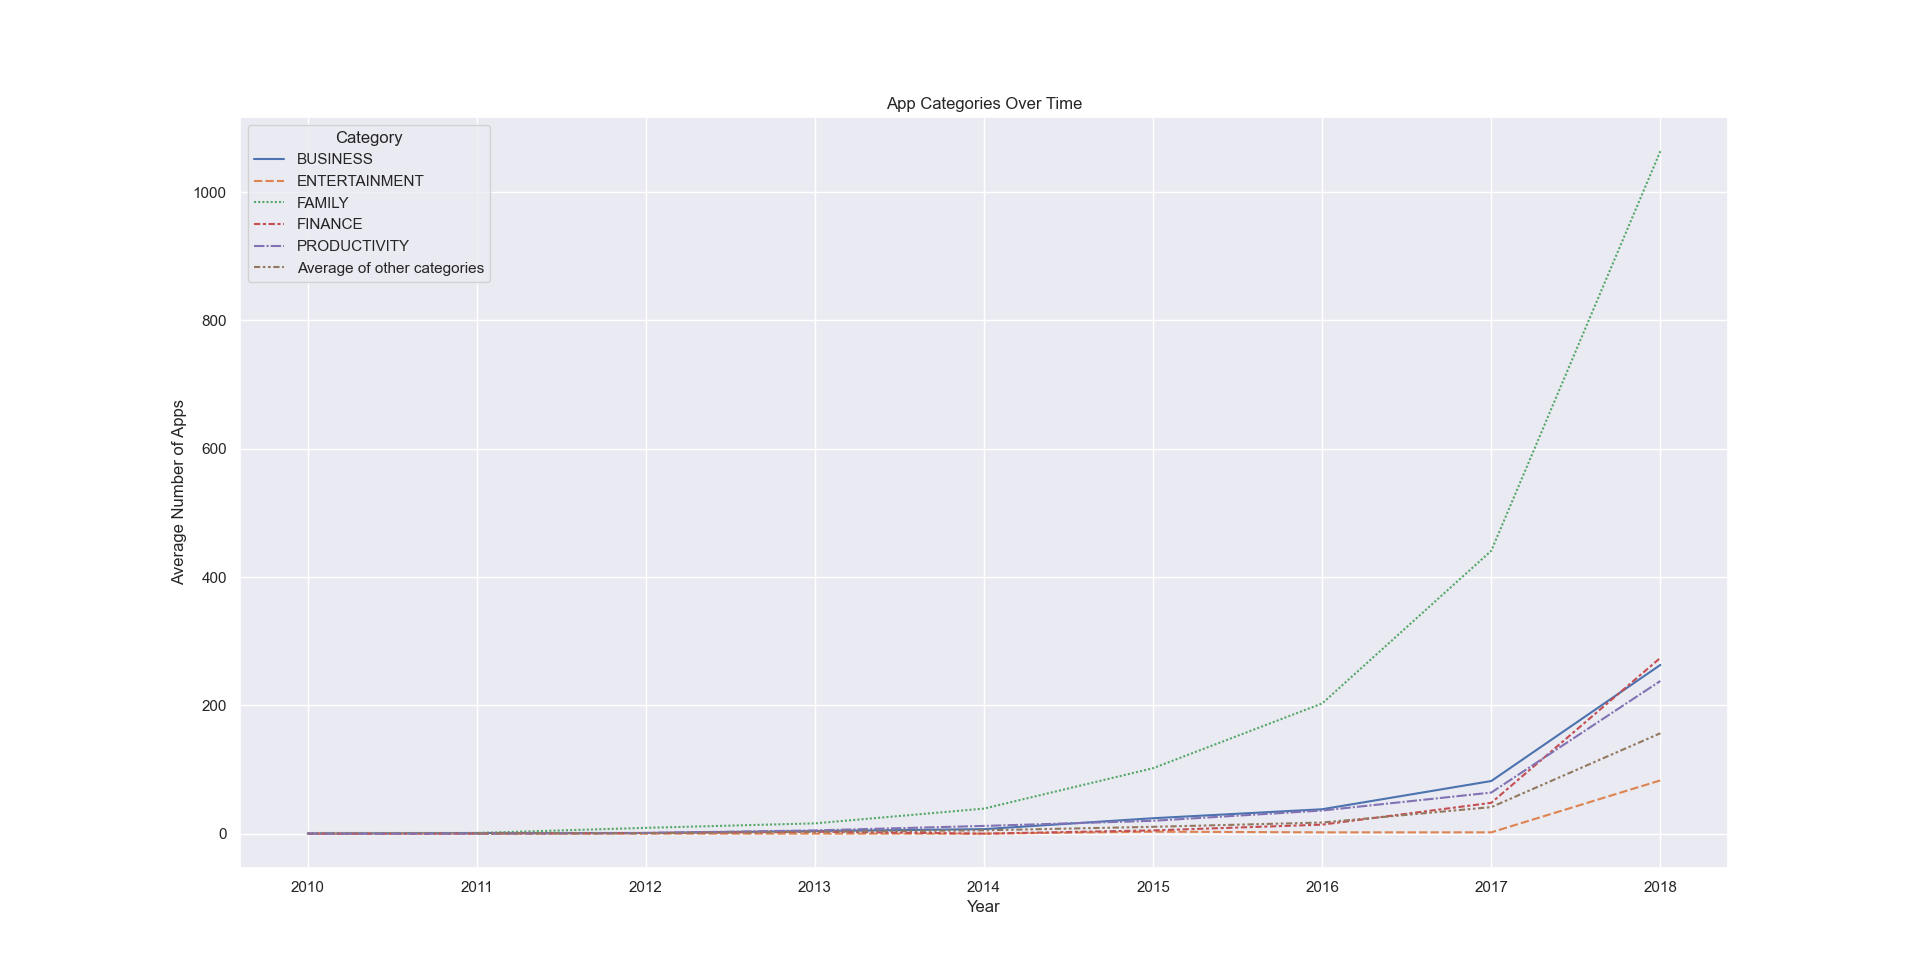 App Categories Over Time
Category
BUSINESS
ENTERTAINMENT
FAMILY
FINANCE
PRODUCTIVITY
Average of other categories
Average Number of Apps
1000
800
600
400
200
0
2010 2011 2012 2013 2014 2015 2016 2017 2018
Year